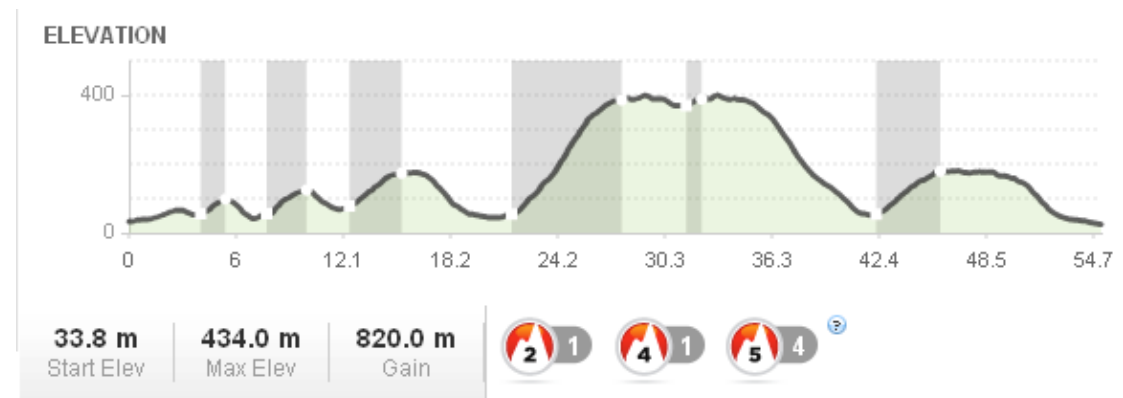 ELEVATION
400
0
0 6 12.1 18.2 24.2 30.3 36.3 42.4 48.5 54.7
33.8 m 434.0 m 820.0 m
Start Elev Max Elev Gain
2 1 4 1 5 4 ?